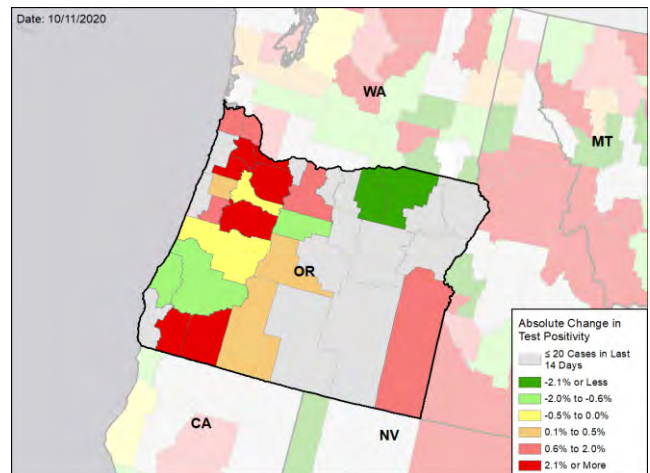 Date: 10/11/2020
WA
MT
OR
CA
NV
Absolute Change in
Test Positivity
≤ 20 Cases in Last
14 Days
-2.1% or Less
-2.0% to -0.6%
-0.5% to 0.0%
0.1% to 0.5%
0.6% to 2.0%
2.1% or More